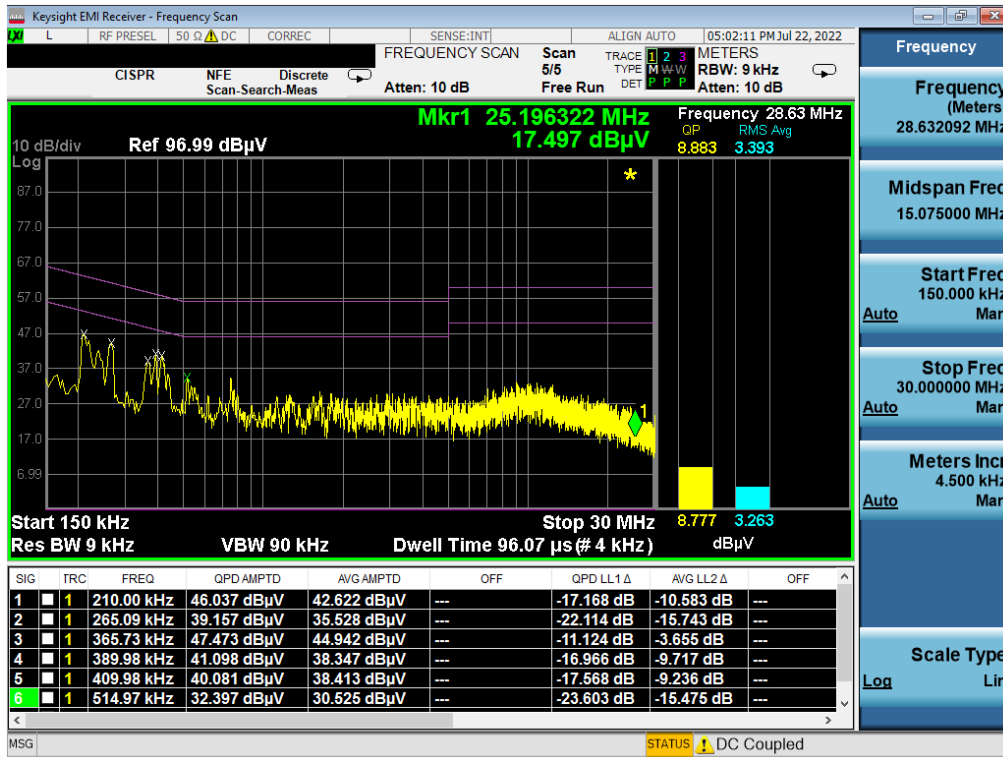 Keysight EMI Receiver - Frequency Scan
LXI L RF PRESEL 50 Ω DC CORREC SENSE:INT ALIGN AUTO 05:02:11 PM Jul 22, 2022
FREQUENCY SCAN Scan TRACE 1 2 3 METERS
CISPR NFE Discrete 5/5 TYPE M W W RBW: 9 kHz
Scan-Search-Meas Atten: 10 dB Free Run DET P P P Atten: 10 dB
Mkr1 25.196322 MHz Frequency 28.63 MHz
17.497 dBµV QP RMS Avg
10 dB/div Ref 96.99 dBµV 8.883 3.393
Log
87.0
77.0
67.0
57.0
47.0
37.0
27.0
1
17.0
6.99
Start 150 kHz Stop 30 MHz 8.777 3.263
Res BW 9 kHz VBW 90 kHz Dwell Time 96.07 µs (# 4 kHz) dBµV
SIG TRC FREQ QPD AMPTD AVG AMPTD OFF QPD LL1 Δ AVG LL2 Δ OFF
1 1 210.00 kHz 46.037 dBµV 42.622 dBµV --- -17.168 dB -10.583 dB ---
2 1 265.09 kHz 39.157 dBµV 35.528 dBµV --- -22.114 dB -15.743 dB ---
3 1 365.73 kHz 47.473 dBµV 44.942 dBµV --- -11.124 dB -3.655 dB ---
4 1 389.98 kHz 41.098 dBµV 38.347 dBµV --- -16.966 dB -9.717 dB ---
5 1 409.98 kHz 40.081 dBµV 38.413 dBµV --- -17.568 dB -9.236 dB ---
6 1 514.97 kHz 32.397 dBµV 30.525 dBµV --- -23.603 dB -15.475 dB ---
MSG STATUS DC Coupled
Frequency
Frequency
(Meters
28.632092 MHz
Midspan Freq
15.075000 MHz
Start Freq
150.000 kHz
Auto Man
Stop Freq
30.000000 MHz
Auto Man
Meters Incr
4.500 kHz
Auto Man
Scale Type
Log Lin